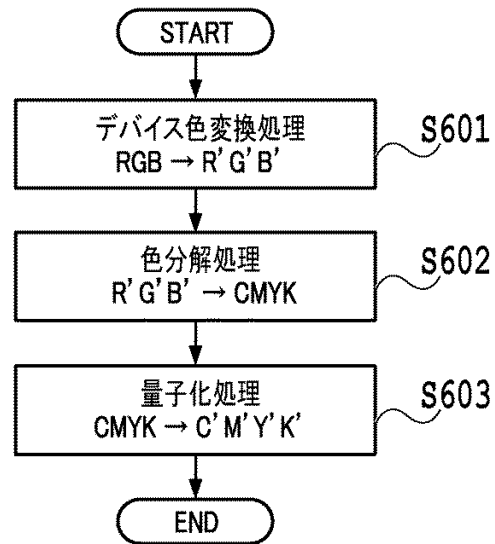 START
デバイス色変換処理
RGB → R'G'B'
S601
色分解処理
R'G'B' → CMYK
S602
量子化処理
CMYK → C'M'Y'K'
S603
END